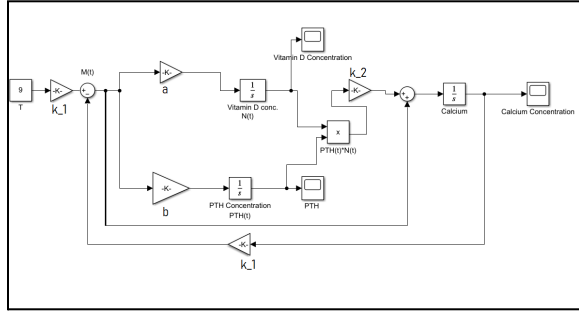 9
T
-K-
k_1
M(t)
-K-
a
1
s
Vitamin D conc.
N(t)
Vitamin D Concentration
k_2
-K-
x
PTH(t)*N(t)
1
s
Calcium
Calcium Concentration
-K-
b
1
s
PTH Concentration
PTH(t)
PTH
-K-
k_1